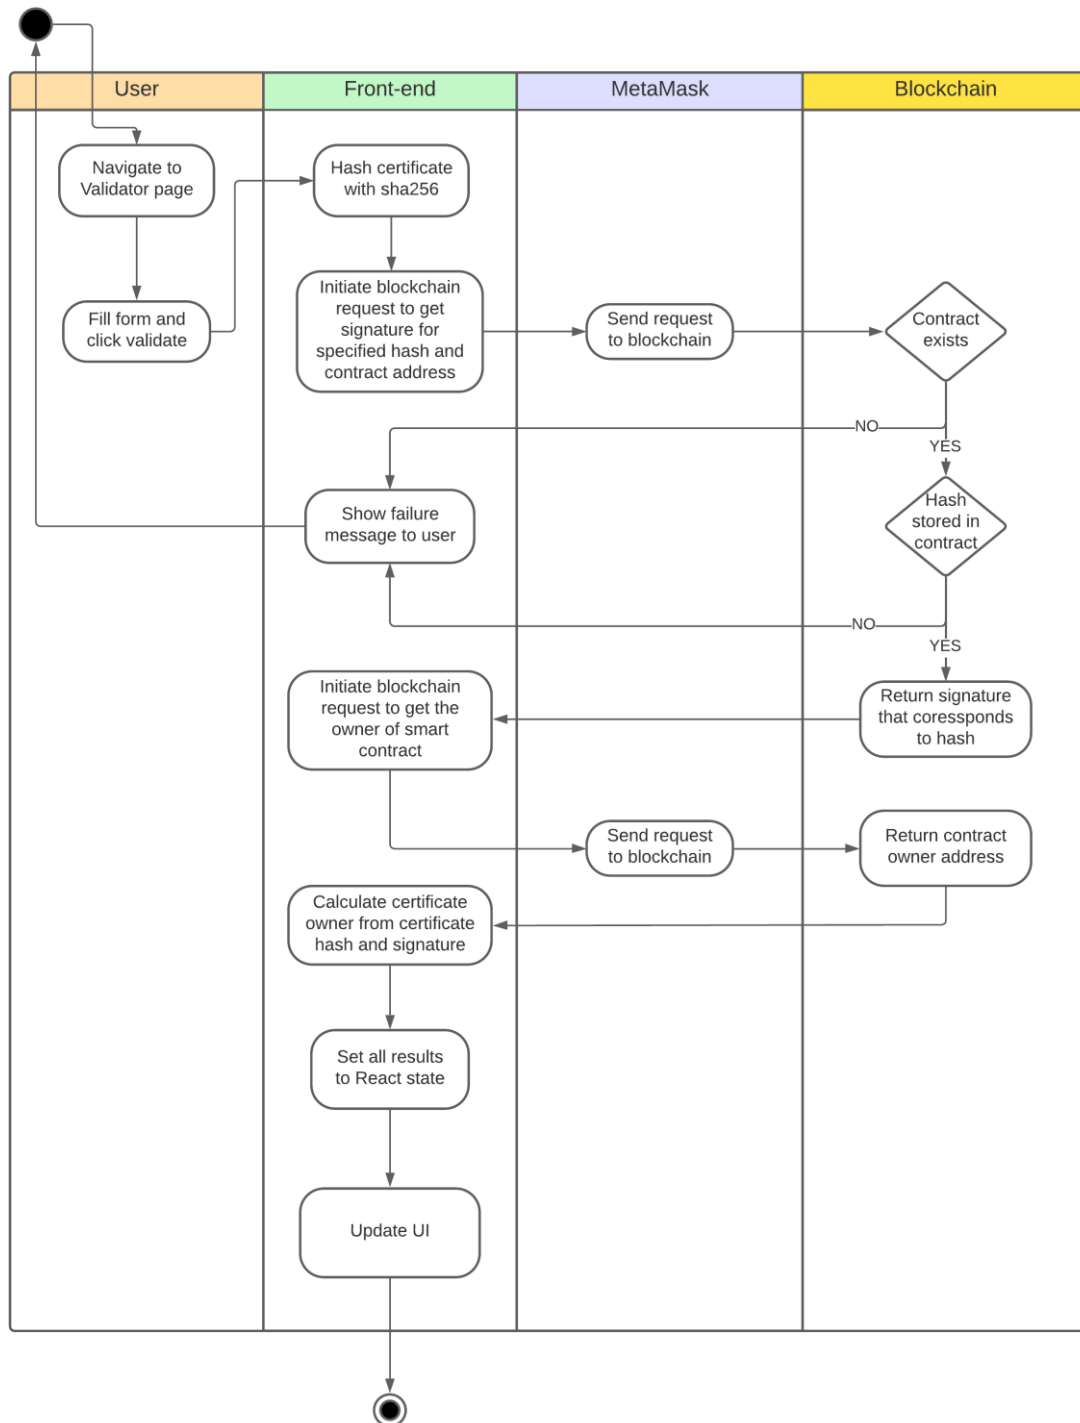 User
Front-end
MetaMask
Blockchain
Navigate to
Validator page
Hash certificate
with sha256
Fill form and
click validate
Initiate blockchain
request to get
signature for
specified hash and
contract address
Send request
to blockchain
Contract
exists
NO
YES
Show failure
message to user
Hash
stored in
contract
NO
YES
Initiate blockchain
request to get the
owner of smart
contract
Return signature
that coressponds
to hash
Send request
to blockchain
Return contract
owner address
Calculate certificate
owner from certificate
hash and signature
Set all results
to React state
Update UI